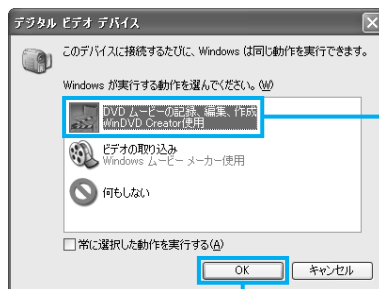 デジタル ビデオ デバイス
このデバイスに接続するたびに、Windows は同じ動作を実行できます。
Windows が実行する動作を選んでください。(W)
DVD ムービーの記録、編集、作成
WinDVD Creator使用
ビデオの取り込み
Windows ムービー メーカー使用
何もしない
常に選択した動作を実行する(A)
OK
キャンセル